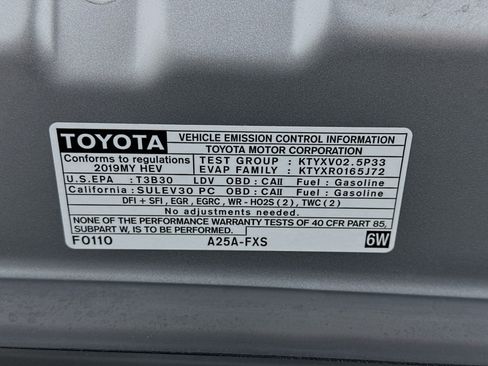 TOYOTA VEHICLE EMISSION CONTROL INFORMATION
TOYOTA MOTOR CORPORATION
Conforms to regulations TEST GROUP : KTYXV02.5P33
2019MY HEV EVAP FAMILY : KTYXR0165J72
U.S.EPA : T3B30 LDV OBD : CAII Fuel : Gasoline
California : SULEV30 PC OBD : CAII Fuel : Gasoline
DFI + SFI , EGR , EGRC , WR - HO2S ( 2 ) , TWC ( 2 )
No adjustments needed.
NONE OF THE PERFORMANCE WARRANTY TESTS OF 40 CFR PART 85,
SUBPART W, IS TO BE PERFORMED.
F0110 A25A-FXS 6W